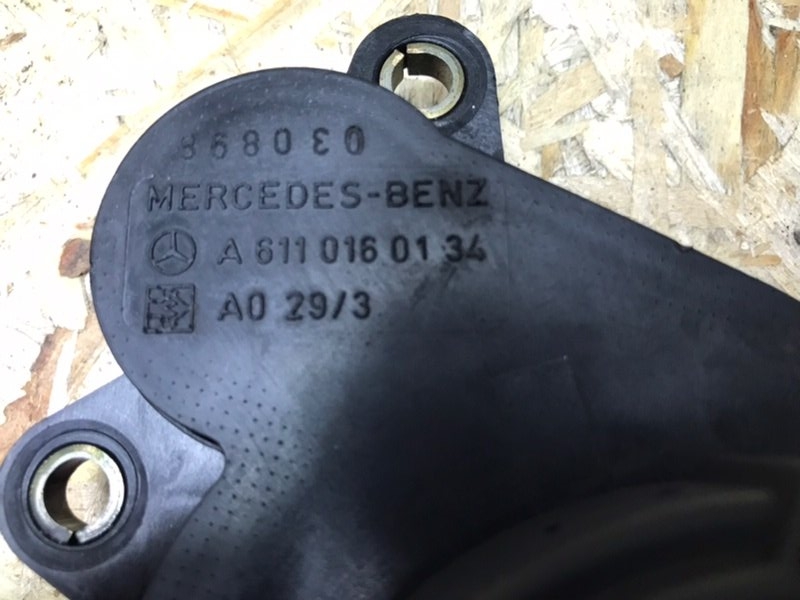 868030
MERCEDES-BENZ
A 611 016 01 34
A0 29/3